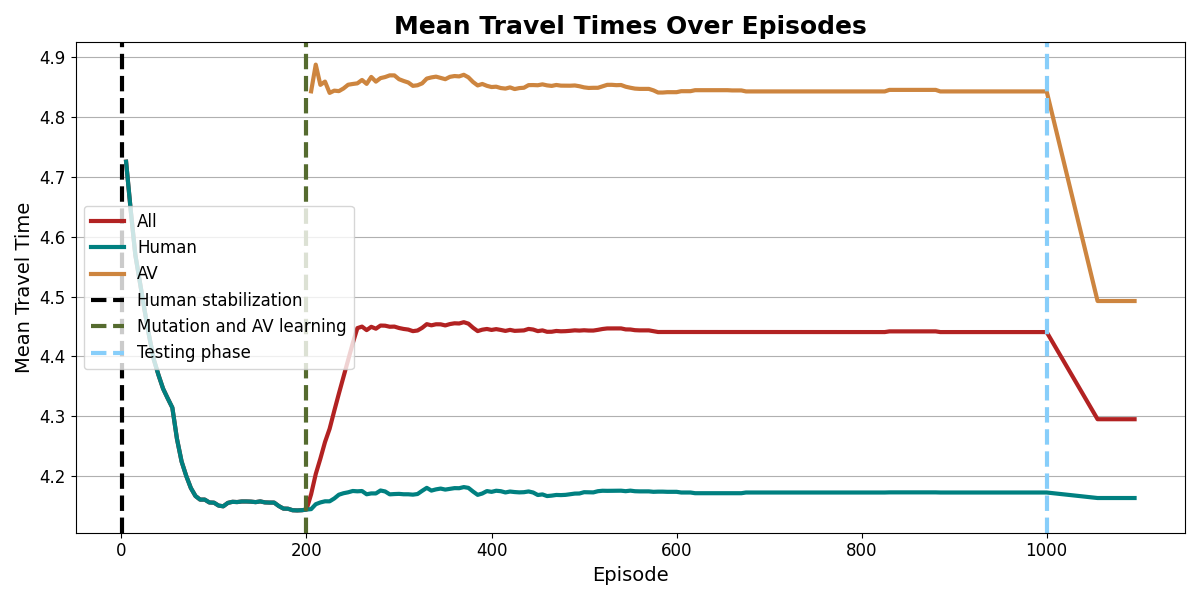 Mean Travel Times Over Episodes
Mean Travel Time
4.9
4.8
4.7
4.6
4.5
4.4
4.3
4.2
All
Human
AV
Human stabilization
Mutation and AV learning
Testing phase
0 200 400 600 800 1000
Episode